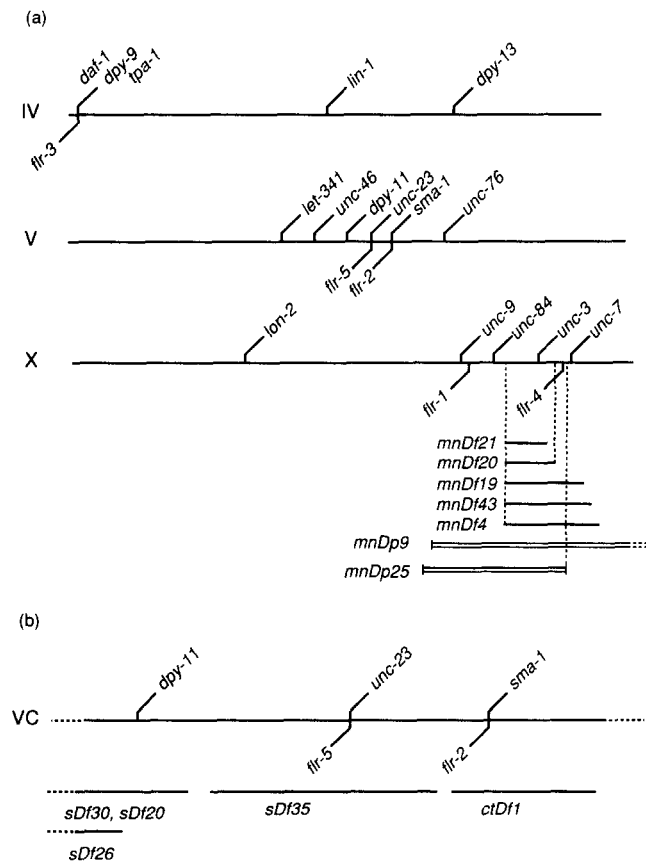 (a)
daf-1
dpy-9
tpa-1
lin-1
dpy-13
IV
flr-3
let-341
unc-46
dpy-11
unc-23
sma-1
unc-76
V
flr-5
flr-2
lon-2
unc-9
unc-84
unc-3
unc-7
X
flr-1
flr-4
mnDf21
mnDf20
mnDf19
mnDf43
mnDf4
mnDp9
mnDp25
(b)
dpy-11
unc-23
sma-1
VC
flr-5
flr-2
sDf30, sDf20
sDf35
ctDf1
sDf26